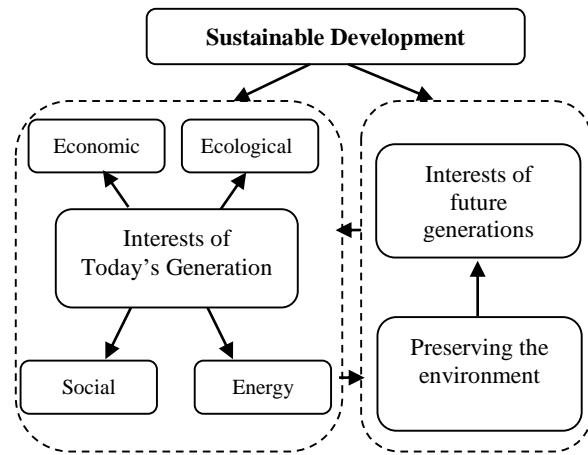 Sustainable Development
Economic
Ecological
Interests of
Today’s Generation
Social
Energy
Interests of
future
generations
Preserving the
environment